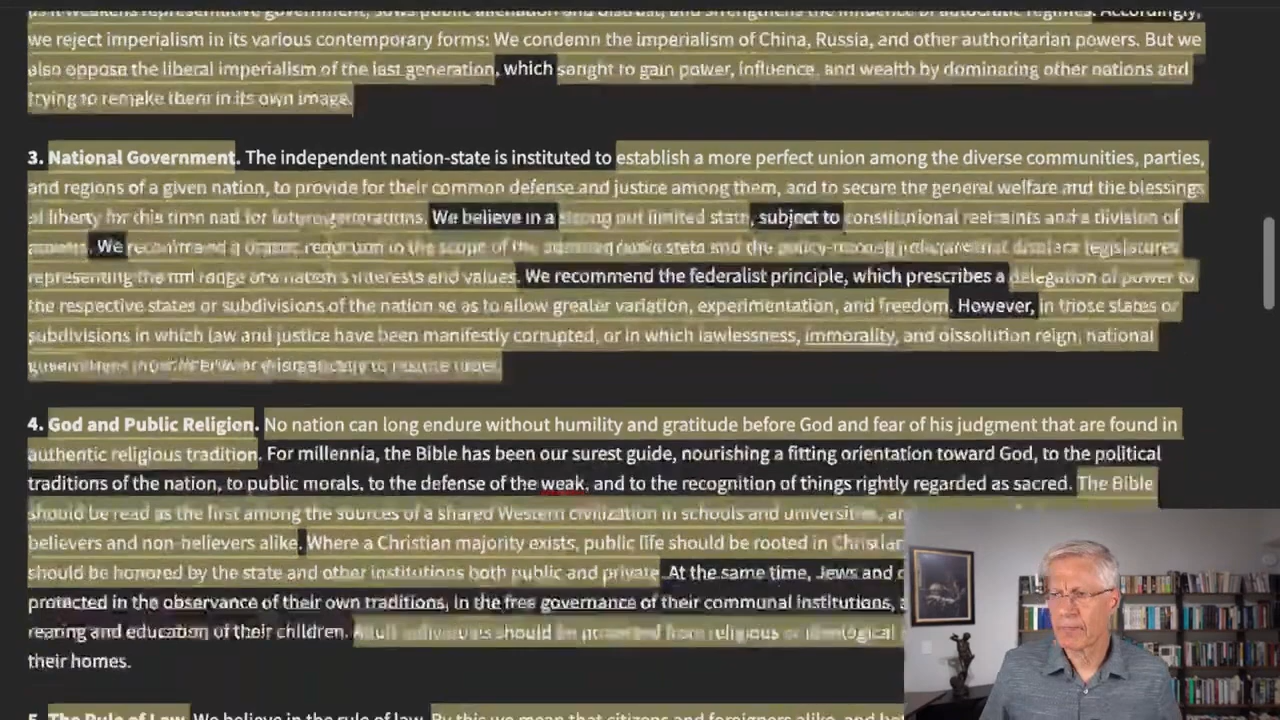 as it weakens representative government, sows public alienation and distrust, and strengthens the influence of autocratic regimes. Accordingly,
we reject imperialism in its various contemporary forms: We condemn the imperialism of China, Russia, and other authoritarian powers. But we
also oppose the liberal imperialism of the last generation, which sought to gain power, influence, and wealth by dominating other nations and
trying to remake them in its own image.
3. National Government. The independent nation-state is instituted to establish a more perfect union among the diverse communities, parties,
and regions of a given nation, to provide for their common defense and justice among them, and to secure the general welfare and the blessings
of liberty for this time and for future generations. We believe in a strong but limited state, subject to constitutional restraints and a division of
We recommend a drastic reduction in the scope of the administrative state and the policy-making judiciary that displace legislatures
representing the full range of a nation's interests and values. We recommend the federalist principle, which prescribes a delegation of power to
the respective states or subdivisions of the nation so as to allow greater variation, experimentation, and freedom. However, in those states or
subdivisions in which law and justice have been manifestly corrupted, or in which lawlessness, immorality, and dissolution reign, national
government must intervene energetically to restore order.
4. God and Public Religion. No nation can long endure without humility and gratitude before God and fear of his judgment that are found in
authentic religious tradition. For millennia, the Bible has been our surest guide, nourishing a fitting orientation toward God, to the political
traditions of the nation, to public morals, to the defense of the weak, and to the recognition of things rightly regarded as sacred. The Bible
should be read as the first among the sources of a shared Western civilization in schools and universities,
believers and non-believers alike. Where a Christian majority exists, public life should be rooted in
should be honored by the state and other institutions both public and private. At the same time, Jews and
protected in the observance of their own traditions, in the free governance of their communal institutions,
rearing and education of their children. Adult individuals should be protected from religious or ideological
their homes.
5. The Rule of Law. We believe in the rule of law. By this we mean that citizens and foreigners alike, and